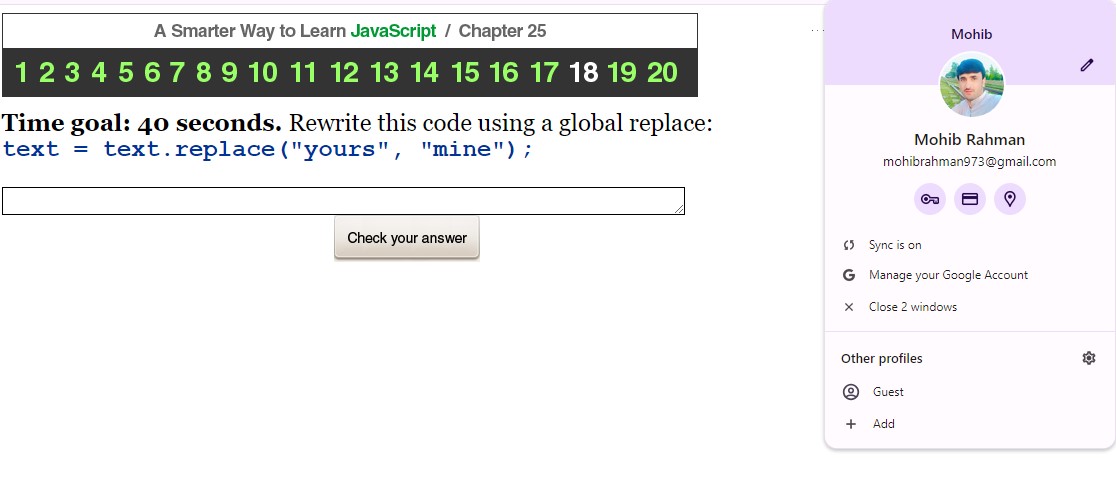 A Smarter Way to Learn JavaScript / Chapter 25
1 2 3 4 5 6 7 8 9 10 11 12 13 14 15 16 17 18 19 20
Time goal: 40 seconds. Rewrite this code using a global replace:
text = text.replace("yours", "mine");
Check your answer
Mohib
Mohib Rahman
mohibrahman973@gmail.com
Sync is on
Manage your Google Account
Close 2 windows
Other profiles
Guest
Add